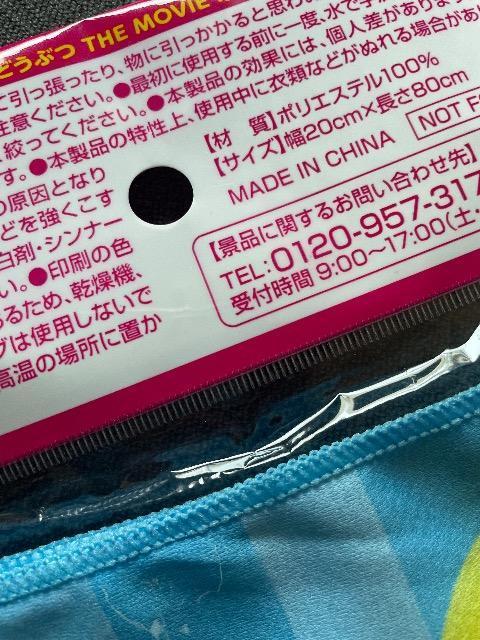 どうぶつ THE MOVIE
に引っ張ったり、物に引っかかると思わ
注意ください。●最初に使用する前に一度、水で
絞ってください。●本製品の効果には、個人差があります
す。●本製品の特性上、使用中に衣類などがぬれる場合があ
の原因となり
どを強くこす
白剤・シンナー
い。●印刷の色
あるため、乾燥機、
グは使用しないで
高温の場所に置か
【材 質】ポリエステル100%
【サイズ】幅20cm×長さ80cm
MADE IN CHINA
NOT F
【景品に関するお問い合わせ先】
TEL:0120-957-317
受付時間 9:00〜17:00(土・